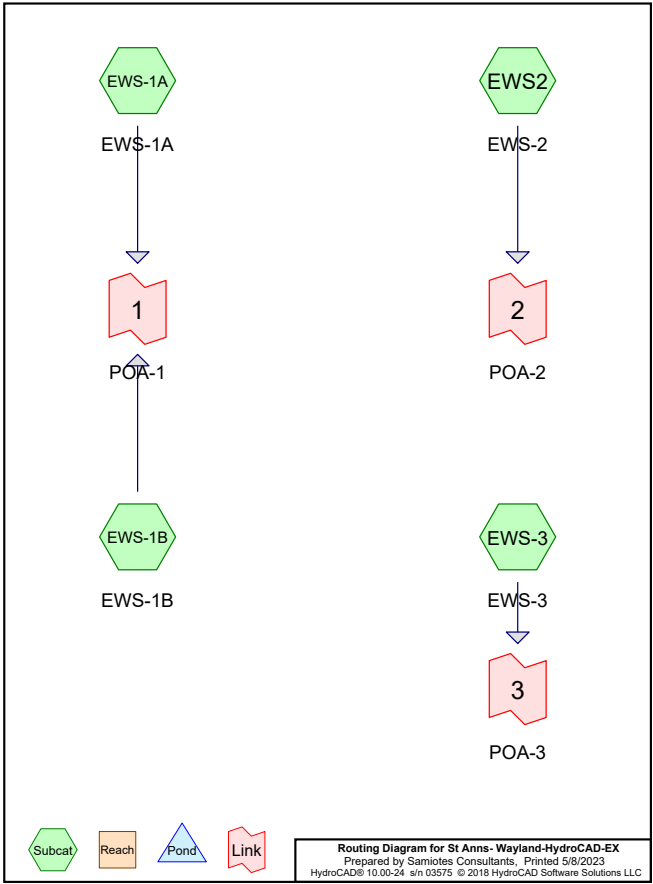 EWS-1A
EWS-1A
EWS2
EWS-2
1
POA-1
2
POA-2
EWS-1B
EWS-1B
EWS-3
EWS-3
3
POA-3
Subcat
Reach
Pond
Link
Routing Diagram for St Anns- Wayland-HydroCAD-EX
Prepared by Samiotes Consultants, Printed 5/8/2023
HydroCAD® 10.00-24 s/n 03575 © 2018 HydroCAD Software Solutions LLC